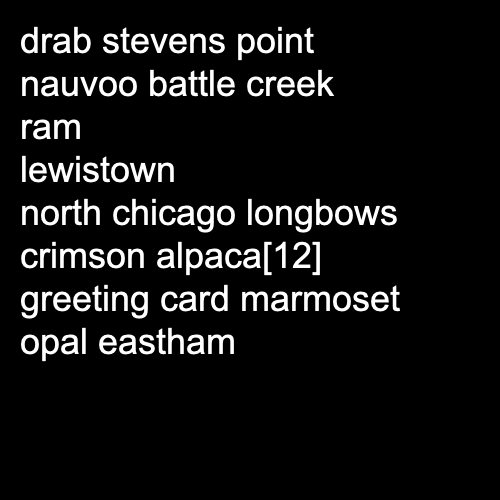 drab stevens point
nauvoo battle creek
ram
lewistown
north chicago longbows
crimson alpaca[12]
greeting card marmoset
opal eastham